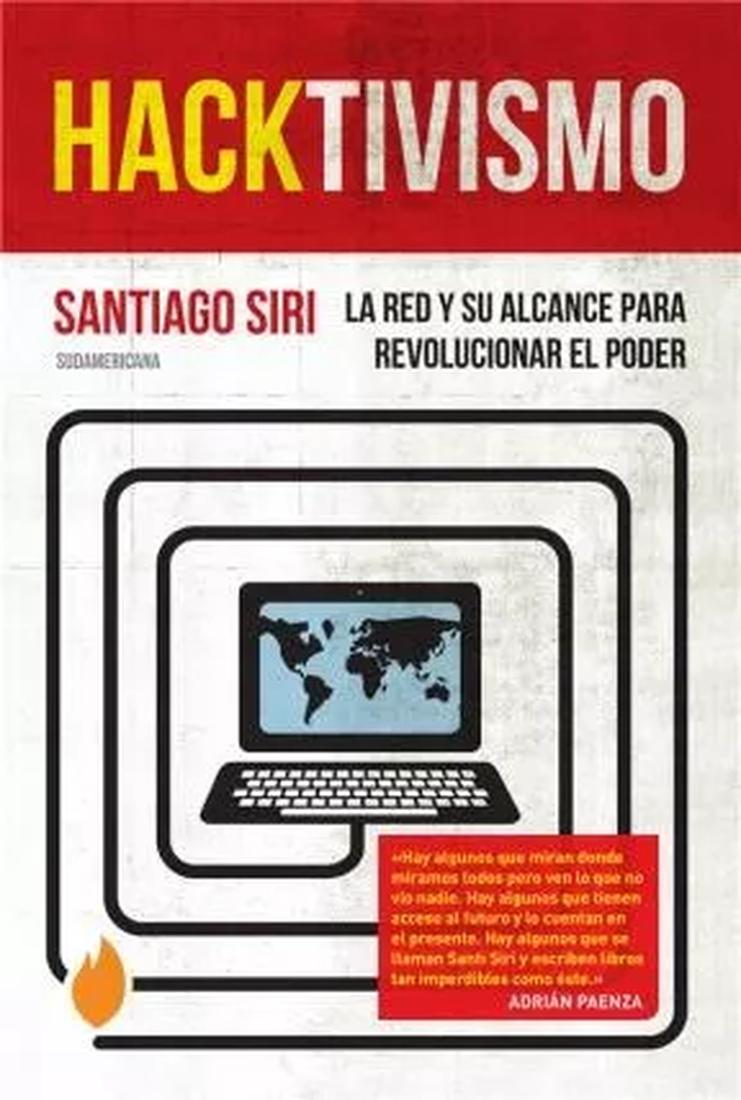 HACKTIVISMO
SANTIAGO SIRI
SUDAMERICANA
LA RED Y SU ALCANCE PARA
REVOLUCIONAR EL PODER
«Hay algunos que miran donde
miramos todos pero ven lo que no
vio nadie. Hay algunos que tienen
acceso al futuro y lo cuentan en
el presente. Hay algunos que se
llaman Santi Siri y escriben libros
tan imperdibles como éste.»
ADRIÁN PAENZA